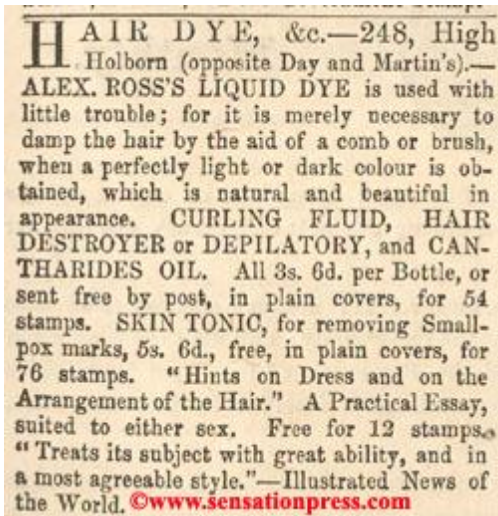 HAIR DYE, &c.—248, High
Holborn (opposite Day and Martin's).—
ALEX. ROSS'S LIQUID DYE is used with
little trouble; for it is merely necessary to
damp the hair by the aid of a comb or brush,
when a perfectly light or dark colour is ob-
tained, which is natural and beautiful in
appearance. CURLING FLUID, HAIR
DESTROYER or DEPILATORY, and CAN-
THARIDES OIL. All 3s. 6d. per Bottle, or
sent free by post, in plain covers, for 54
stamps. SKIN TONIC, for removing Small-
pox marks, 5s. 6d., free, in plain covers, for
76 stamps. "Hints on Dress and on the
Arrangement of the Hair." A Practical Essay,
suited to either sex. Free for 12 stamps.
"Treats its subject with great ability, and in
a most agreeable style."—Illustrated News of
the World. ©www.sensationpress.com